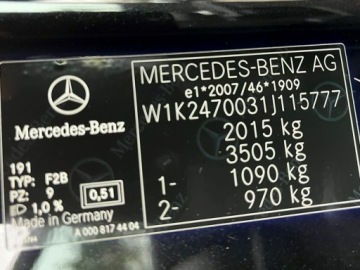 MERCEDES-BENZ AG
e1*2007/46*1909
W1K2470031J115777
2015 kg
3505 kg
1- 1090 kg
2- 970 kg
Mercedes-Benz
191
TYP: F2B
PZ: 9
1,0 %
0,51
Made in Germany
A 000 817 44 04